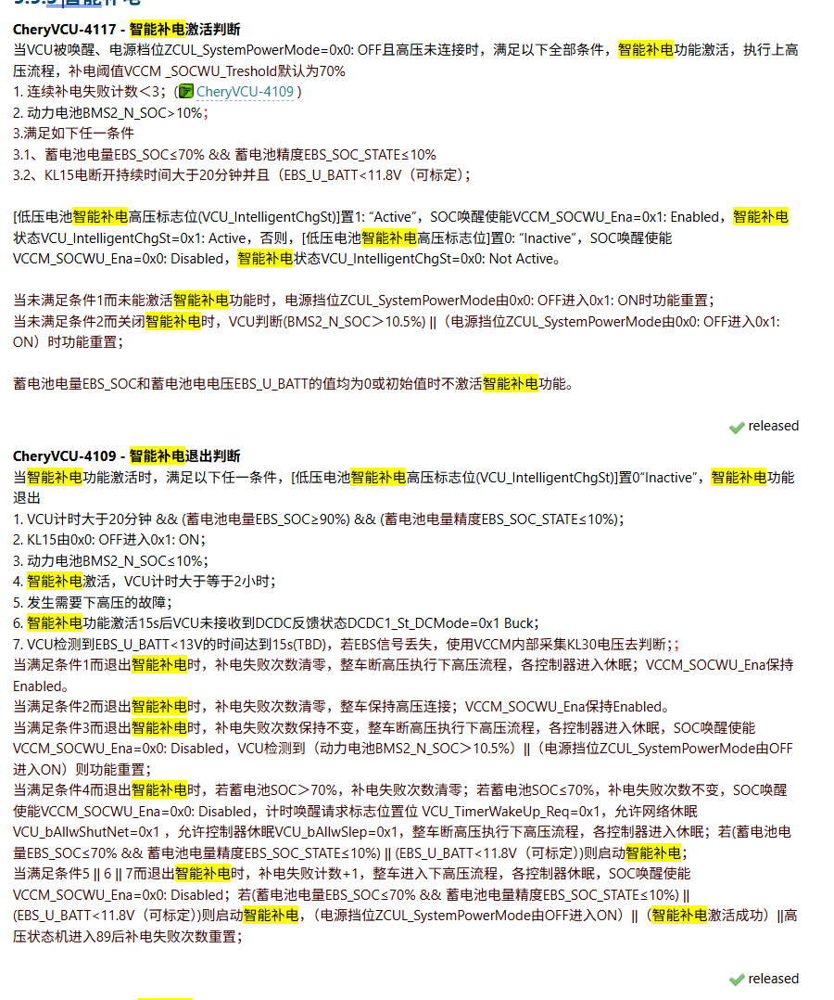 CheryVCU-4117 - 智能补电激活判断
当VCU被唤醒、电源档位ZCUL_SystemPowerMode=0x0: OFF且高压未连接时，满足以下全部条件，智能补电功能激活，执行上高
压流程，补电阈值VCCM _SOCWU_Treshold默认为70%
1. 连续补电失败计数＜3；( CheryVCU-4109 )
2. 动力电池BMS2_N_SOC>10%；
3.满足如下任一条件
3.1、蓄电池电量EBS_SOC≤70% && 蓄电池精度EBS_SOC_STATE≤10%
3.2、KL15电断开持续时间大于20分钟并且（EBS_U_BATT<11.8V（可标定）；
[低压电池智能补电高压标志位(VCU_IntelligentChgSt)]置1: “Active”，SOC唤醒使能VCCM_SOCWU_Ena=0x1: Enabled，智能补电
状态VCU_IntelligentChgSt=0x1: Active，否则，[低压电池智能补电高压标志位]置0: “Inactive”，SOC唤醒使能
VCCM_SOCWU_Ena=0x0: Disabled，智能补电状态VCU_IntelligentChgSt=0x0: Not Active。
当未满足条件1而未能激活智能补电功能时，电源挡位ZCUL_SystemPowerMode由0x0: OFF进入0x1: ON时功能重置；
当未满足条件2而关闭智能补电时，VCU判断(BMS2_N_SOC＞10.5%) ||（电源挡位ZCUL_SystemPowerMode由0x0: OFF进入0x1:
ON）时功能重置；
蓄电池电量EBS_SOC和蓄电池电电压EBS_U_BATT的值均为0或初始值时不激活智能补电功能。
released
CheryVCU-4109 - 智能补电退出判断
当智能补电功能激活时，满足以下任一条件，[低压电池智能补电高压标志位(VCU_IntelligentChgSt)]置0“Inactive”，智能补电功能
退出
1. VCU计时大于20分钟 && (蓄电池电量EBS_SOC≥90%) && (蓄电池电量精度EBS_SOC_STATE≤10%)；
2. KL15由0x0: OFF进入0x1: ON；
3. 动力电池BMS2_N_SOC≤10%；
4. 智能补电激活，VCU计时大于等于2小时；
5. 发生需要下高压的故障；
6. 智能补电功能激活15s后VCU未接收到DCDC反馈状态DCDC1_St_DCMode=0x1 Buck；
7. VCU检测到EBS_U_BATT<13V的时间达到15s(TBD)，若EBS信号丢失，使用VCCM内部采集KL30电压去判断；；
当满足条件1而退出智能补电时，补电失败次数清零，整车断高压执行下高压流程，各控制器进入休眠；VCCM_SOCWU_Ena保持
Enabled。
当满足条件2而退出智能补电时，补电失败次数清零，整车保持高压连接；VCCM_SOCWU_Ena保持Enabled。
当满足条件3而退出智能补电时，补电失败次数保持不变，整车断高压执行下高压流程，各控制器进入休眠，SOC唤醒使能
VCCM_SOCWU_Ena=0x0: Disabled，VCU检测到（动力电池BMS2_N_SOC＞10.5%）||（电源挡位ZCUL_SystemPowerMode由OFF
进入ON）则功能重置；
当满足条件4而退出智能补电时，若蓄电池SOC＞70%，补电失败次数清零；若蓄电池SOC≤70%，补电失败次数不变，SOC唤醒
使能VCCM_SOCWU_Ena=0x0: Disabled，计时唤醒请求标志位置位 VCU_TimerWakeUp_Req=0x1，允许网络休眠
VCU_bAllwShutNet=0x1 ，允许控制器休眠VCU_bAllwSlep=0x1，整车断高压执行下高压流程，各控制器进入休眠；若(蓄电池电
量EBS_SOC≤70% && 蓄电池电量精度EBS_SOC_STATE≤10%) || (EBS_U_BATT<11.8V（可标定）)则启动智能补电；
当满足条件5 || 6 || 7而退出智能补电时，补电失败计数+1，整车进入下高压流程，各控制器休眠，SOC唤醒使能
VCCM_SOCWU_Ena=0x0: Disabled；若(蓄电池电量EBS_SOC≤70% && 蓄电池电量精度EBS_SOC_STATE≤10%) ||
(EBS_U_BATT<11.8V（可标定）)则启动智能补电，（电源挡位ZCUL_SystemPowerMode由OFF进入ON）||（智能补电激活成功）||高
压状态机进入89后补电失败次数重置；
released